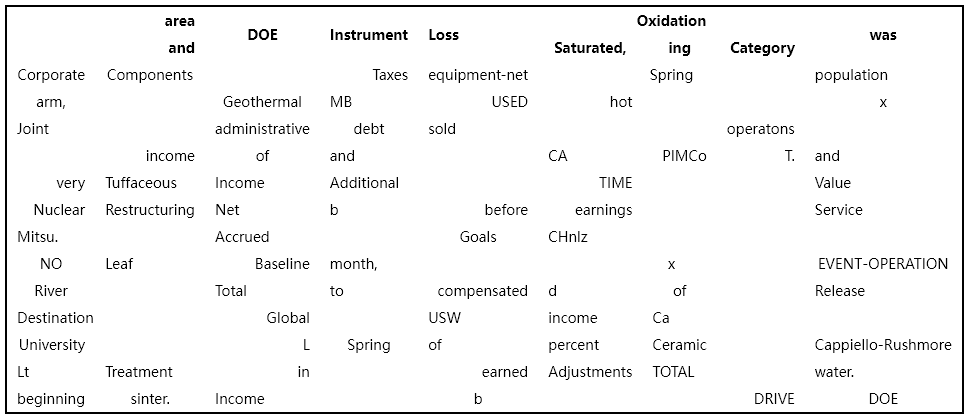 area Oxidation
and DOE Instrument Loss Saturated, ing Category was
Corporate Components Taxes equipment-net Spring population
arm, Geothermal MB USED hot x
Joint administrative debt sold operatons
income of and CA PIMCo T. and
very Tuffaceous Income Additional TIME Value
Nuclear Restructuring Net b before earnings Service
Mitsu. Accrued Goals CHnlz
NO Leaf Baseline month, x EVENT-OPERATION
River Total to compensated d of Release
Destination Global USW income Ca
University L Spring of percent Ceramic Cappiello-Rushmore
Lt Treatment in earned Adjustments TOTAL water.
beginning sinter. Income b DRIVE DOE